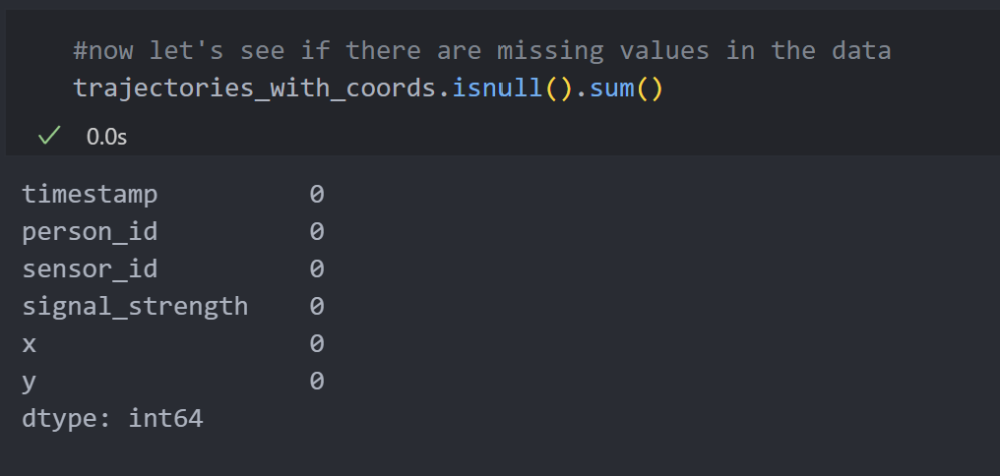 #now let's see if there are missing values in the data
trajectories_with_coords.isnull().sum()
✓ 0.0s
timestamp 0
person_id 0
sensor_id 0
signal_strength 0
x 0
y 0
dtype: int64